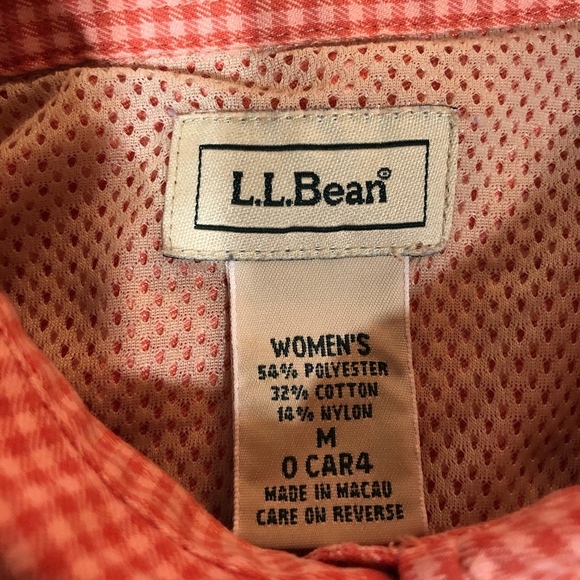 L.L.Bean®
WOMEN'S
54% POLYESTER
32% COTTON
14% NYLON
M
0 CAR4
MADE IN MACAU
CARE ON REVERSE